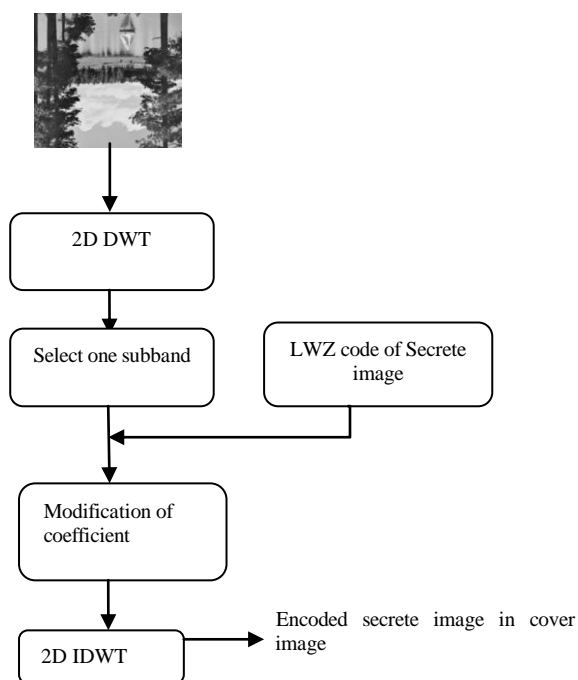 2D DWT
Select one subband
LWZ code of Secrete
image
Modification of
coefficient
2D IDWT
Encoded secrete image in cover
image